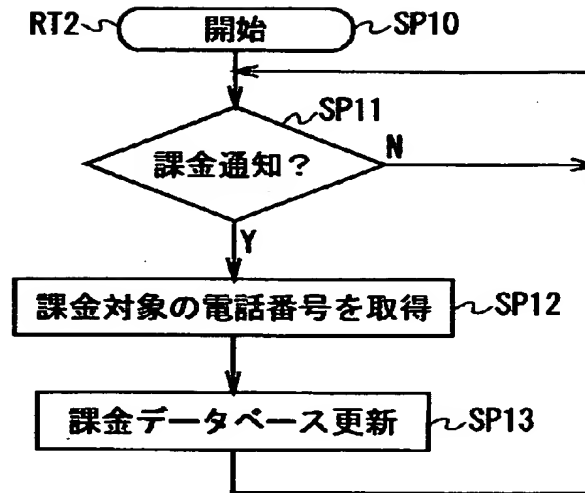 RT2 開始 SP10
SP11
課金通知？ N
Y
課金対象の電話番号を取得 SP12
課金データベース更新 SP13